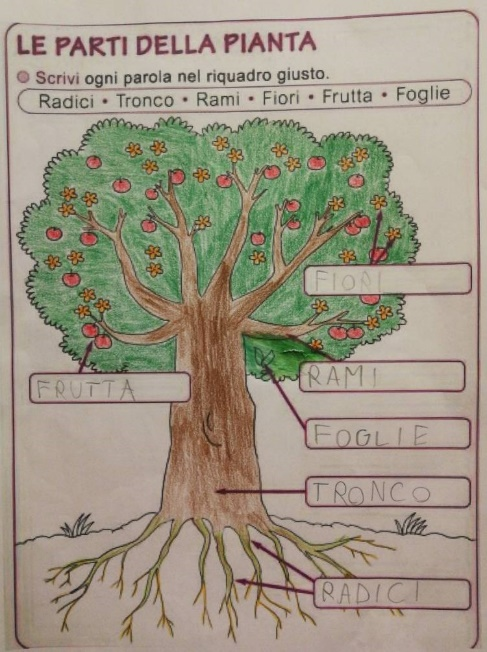 LE PARTI DELLA PIANTA
Scrivi ogni parola nel riquadro giusto.
Radici • Tronco • Rami • Fiori • Frutta • Foglie
FIORI
FRUTTA
RAMI
FOGLIE
TRONCO
RADICI